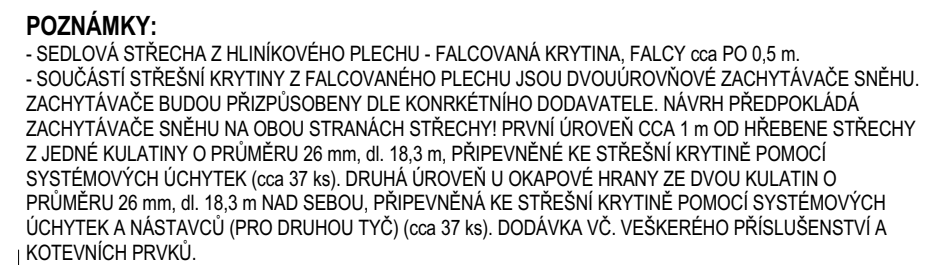 POZNÁMKY:
- SEDLOVÁ STŘECHA Z HLINÍKOVÉHO PLECHU - FALCOVANÁ KRYTINA, FALCY cca PO 0,5 m.
- SOUČÁSTÍ STŘEŠNÍ KRYTINY Z FALCOVANÉHO PLECHU JSOU DVOUÚROVŇOVÉ ZACHYTÁVAČE SNĚHU.
ZACHYTÁVAČE BUDOU PŘIZPŮSOBENY DLE KONRKÉTNÍHO DODAVATELE. NÁVRH PŘEDPOKLÁDÁ
ZACHYTÁVAČE SNĚHU NA OBOU STRANÁCH STŘECHY! PRVNÍ ÚROVEŇ CCA 1 m OD HŘEBENE STŘECHY
Z JEDNÉ KULATINY O PRŮMĚRU 26 mm, dl. 18,3 m, PŘIPEVNĚNÉ KE STŘEŠNÍ KRYTINĚ POMOCÍ
SYSTÉMOVÝCH ÚCHYTEK (cca 37 ks). DRUHÁ ÚROVEŇ U OKAPOVÉ HRANY ZE DVOU KULATIN O
PRŮMĚRU 26 mm, dl. 18,3 m NAD SEBOU, PŘIPEVNĚNÁ KE STŘEŠNÍ KRYTINĚ POMOCÍ SYSTÉMOVÝCH
ÚCHYTEK A NÁSTAVCŮ (PRO DRUHOU TYČ) (cca 37 ks). DODÁVKA VČ. VEŠKERÉHO PŘÍSLUŠENSTVÍ A
KOTEVNÍCH PRVKŮ.